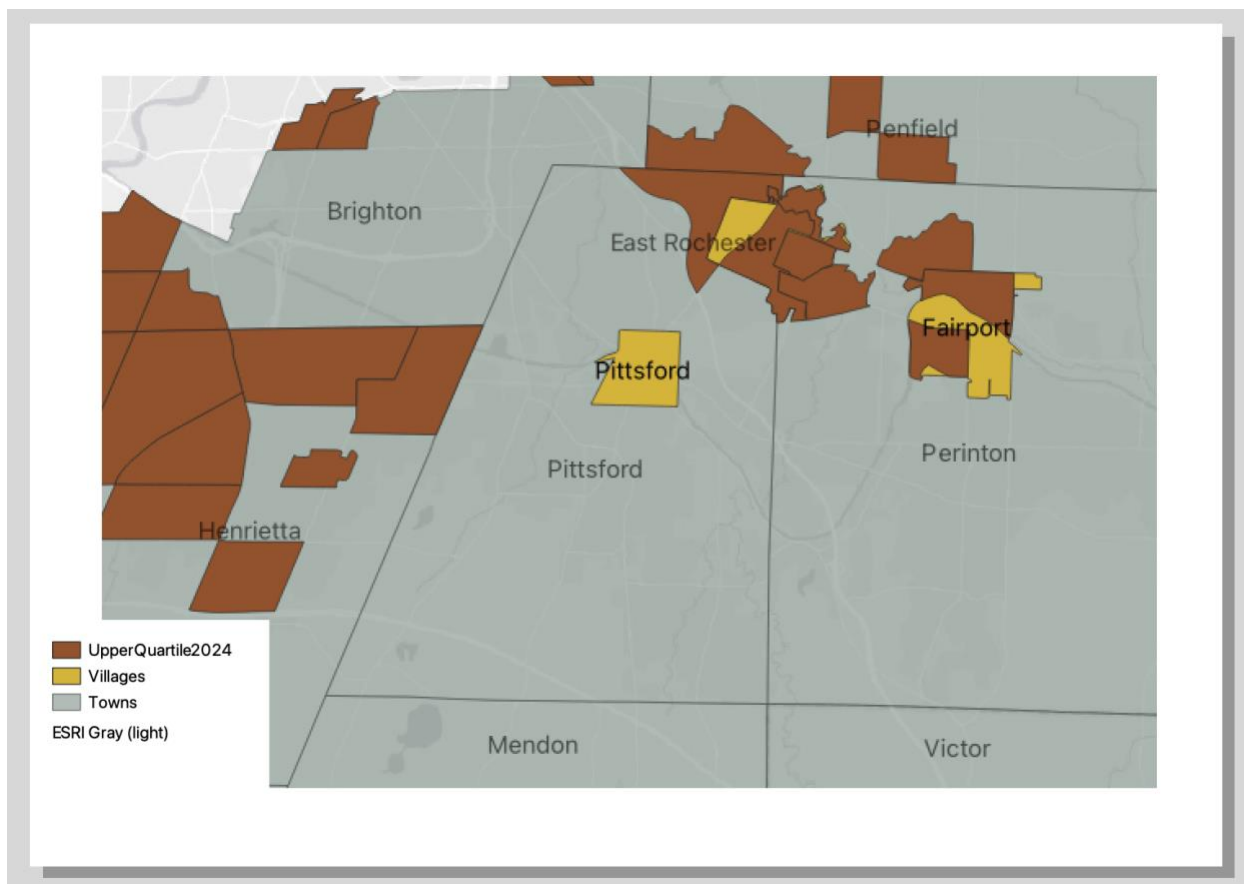 Penfield
Brighton
East Rochester
Fairport
Pittsford
Perinton
Pittsford
Henrietta
UpperQuartile2024
Villages
Towns
ESRI Gray (light)
Mendon
Victor